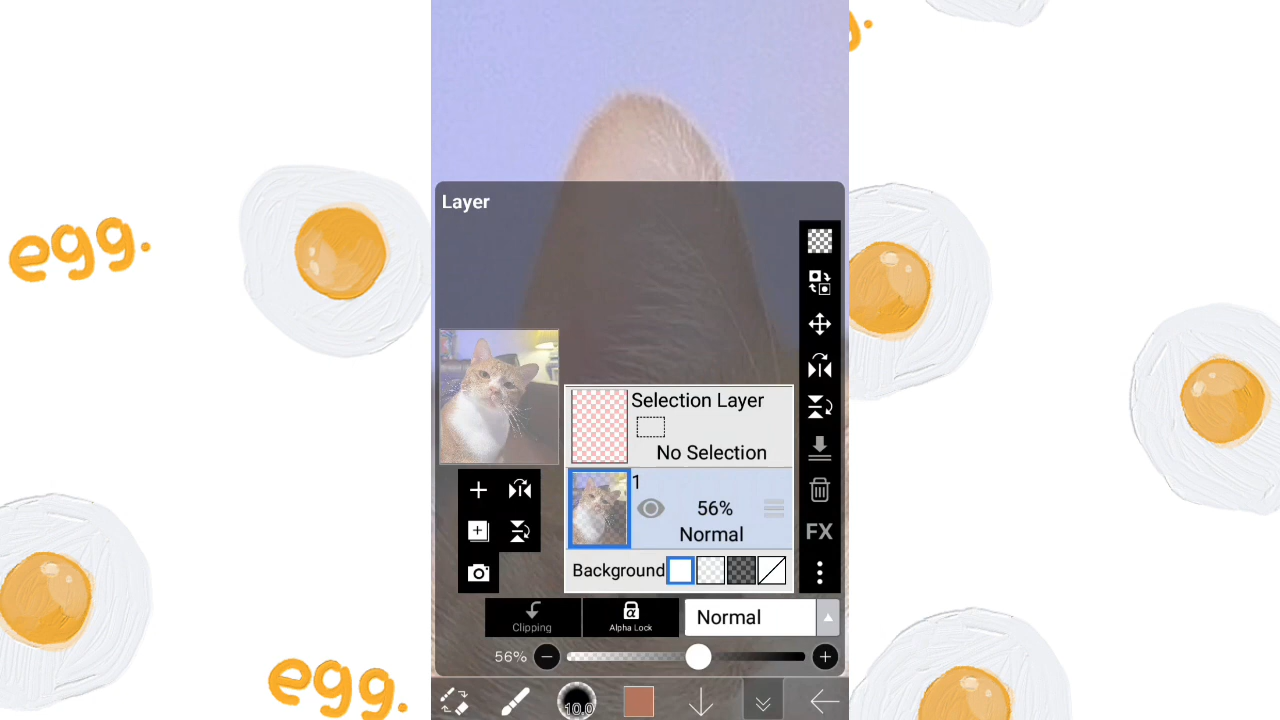 egg.
egg.
Layer
Selection Layer
No Selection
1
56%
Normal
Background
FX
Clipping
Alpha Lock
Normal
56%
10.0